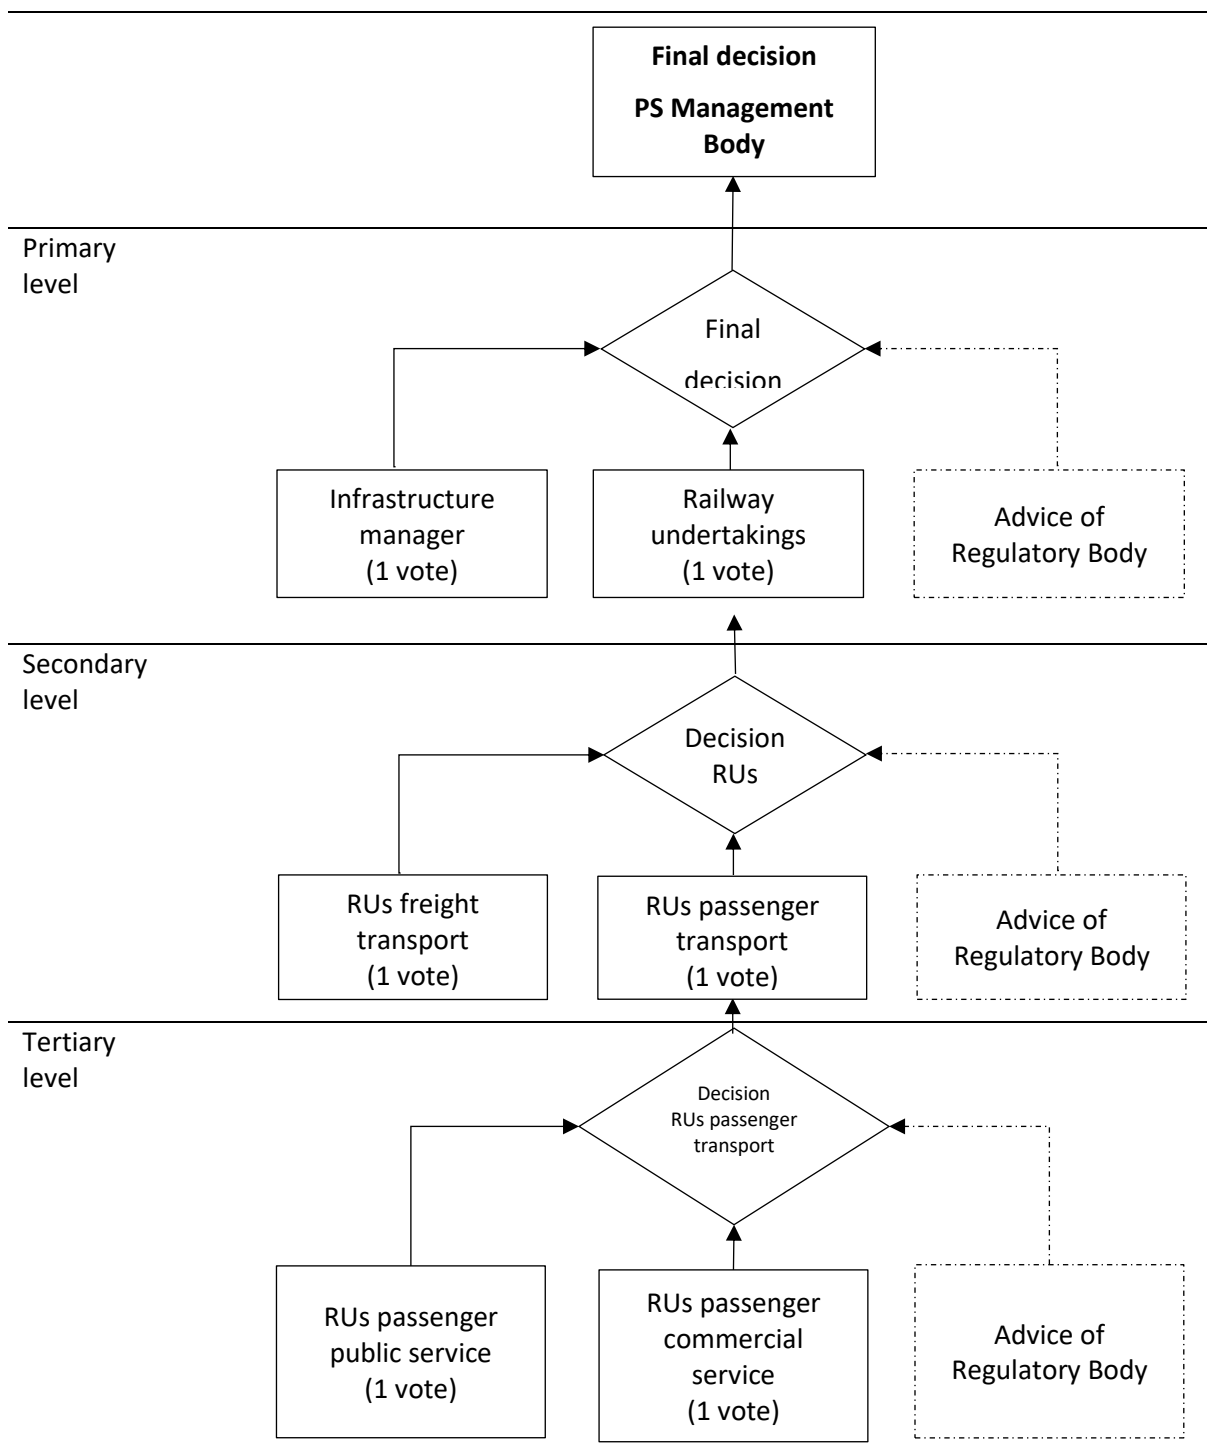 Final decision
PS Management
Body
Primary
level
Final
decision
Infrastructure
manager
(1 vote)
Railway
undertakings
(1 vote)
Advice of
Regulatory Body
Secondary
level
Decision
RUs
RUs freight
transport
(1 vote)
RUs passenger
transport
(1 vote)
Advice of
Regulatory Body
Tertiary
level
Decision
RUs passenger
transport
RUs passenger
public service
(1 vote)
RUs passenger
commercial
service
(1 vote)
Advice of
Regulatory Body